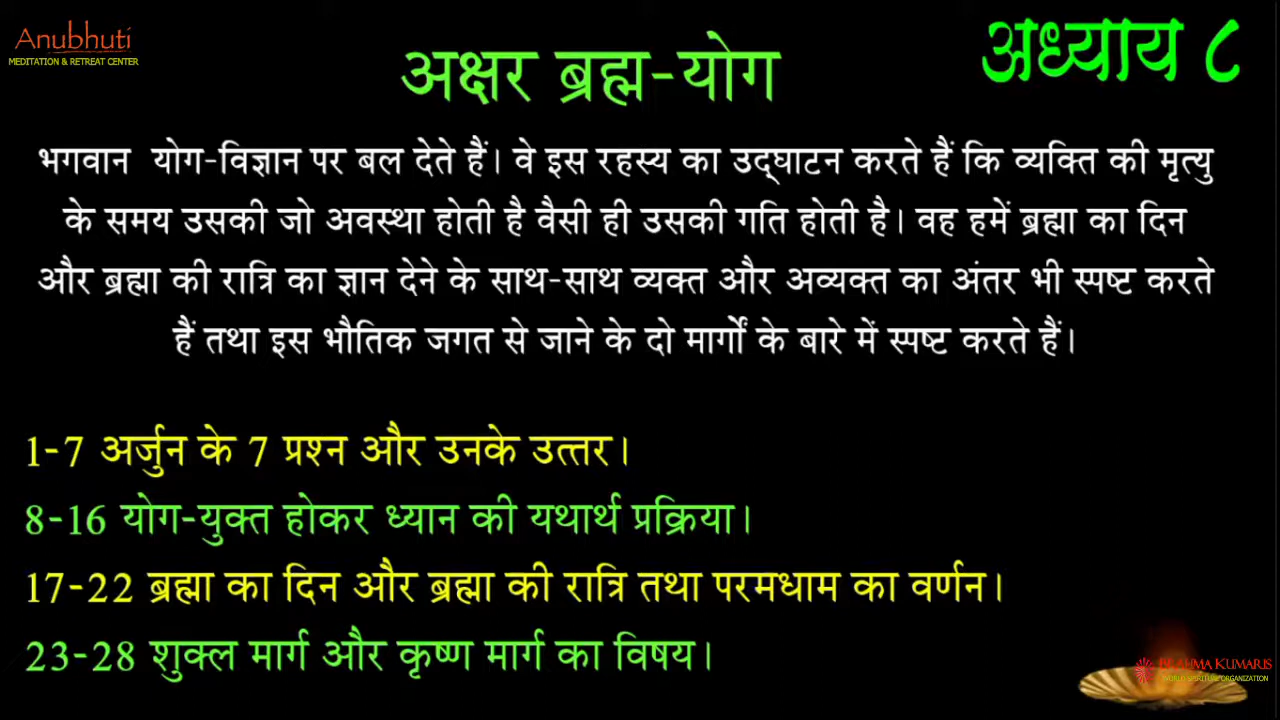 Anubhuti
MEDITATION & RETREAT CENTER
अध्याय ८
अक्षर ब्रह्म-योग
भगवान योग-विज्ञान पर बल देते हैं। वे इस रहस्य का उद्‌घाटन करते हैं कि व्यक्ति की मृत्यु
के समय उसकी जो अवस्था होती है वैसी ही उसकी गति होती है। वह हमें ब्रह्मा का दिन
और ब्रह्मा की रात्रि का ज्ञान देने के साथ-साथ व्यक्त और अव्यक्त का अंतर भी स्पष्ट करते
हैं तथा इस भौतिक जगत से जाने के दो मार्गों के बारे में स्पष्ट करते हैं।
1-7 अर्जुन के 7 प्रश्न और उनके उत्तर।
8-16 योग-युक्त होकर ध्यान की यथार्थ प्रक्रिया।
17-22 ब्रह्मा का दिन और ब्रह्मा की रात्रि तथा परमधाम का वर्णन।
23-28 शुक्ल मार्ग और कृष्ण मार्ग का विषय।
BRAHMA KUMARIS
WORLD SPIRITUAL ORGANIZATION